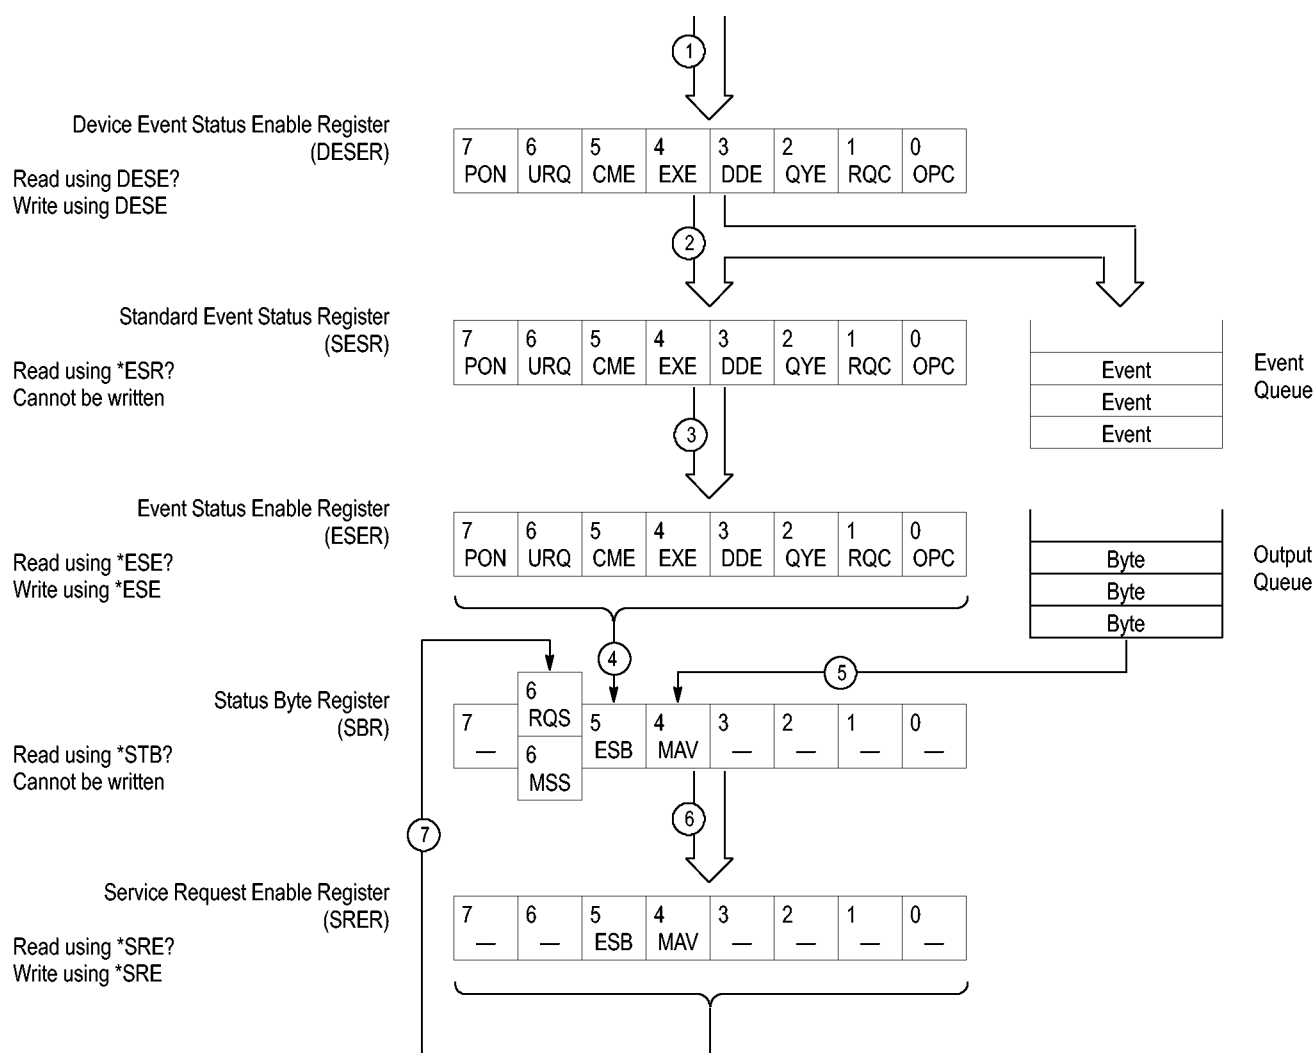 1
Device Event Status Enable Register
(DESER)
Read using DESE?
Write using DESE
7 6 5 4 3 2 1 0
PON URQ CME EXE DDE QYE RQC OPC
2
Standard Event Status Register
(SESR)
Read using *ESR?
Cannot be written
7 6 5 4 3 2 1 0
PON URQ CME EXE DDE QYE RQC OPC
Event
Event
Event
Event
Queue
3
Event Status Enable Register
(ESER)
Read using *ESE?
Write using *ESE
7 6 5 4 3 2 1 0
PON URQ CME EXE DDE QYE RQC OPC
Byte
Byte
Byte
Output
Queue
4
5
Status Byte Register
(SBR)
Read using *STB?
Cannot be written
6
RQS
7 5 4 3 2 1 0
— ESB MAV — — — —
6
MSS
6
7
Service Request Enable Register
(SRER)
Read using *SRE?
Write using *SRE
7 6 5 4 3 2 1 0
— — ESB MAV — — — —